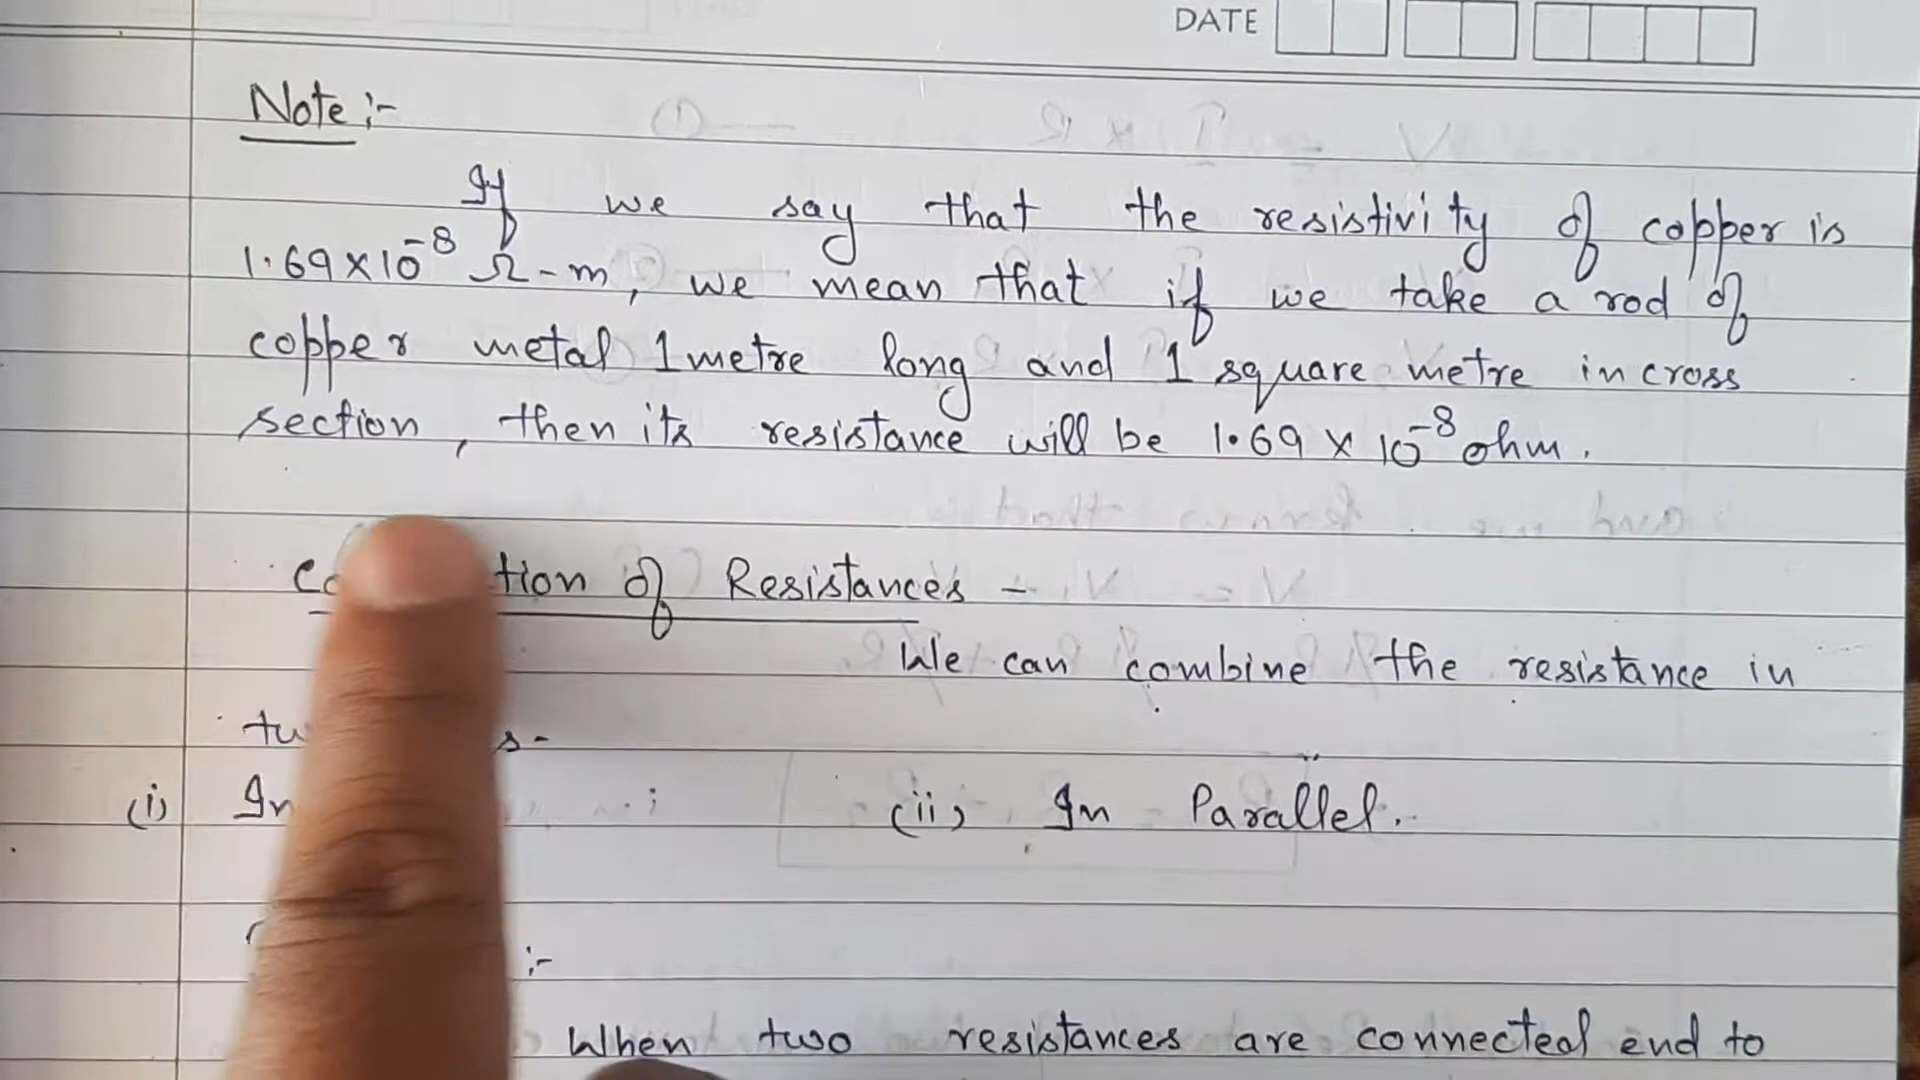 DATE
Note :-
If we say that the resistivity of copper is
1.69×10⁻⁸ Ω-m, we mean that if we take a rod of
copper metal 1 metre long and 1 square metre in cross
section, then its resistance will be 1.69 × 10⁻⁸ ohm.
of Resistances -
We can combine the resistance in
(i) In (ii) In Parallel.
:-
When two resistances are connected end to